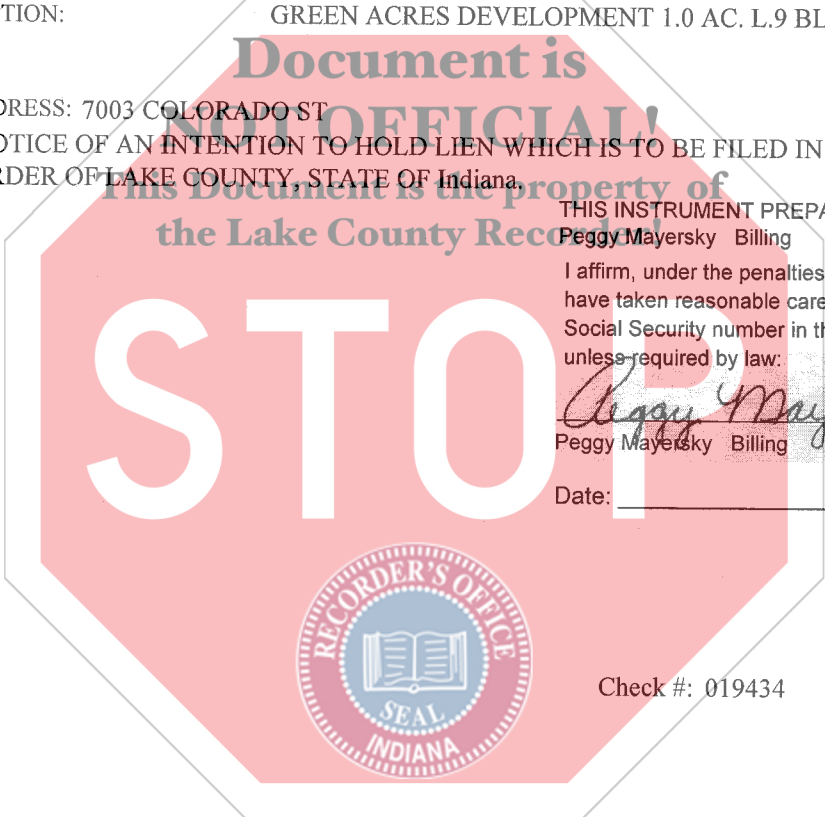 TION: GREEN ACRES DEVELOPMENT 1.0 AC. L.9 BL
Document is
DRESS: 7003 COLORADO ST
NOT OFFICIAL!
OTICE OF AN INTENTION TO HOLD LIEN WHICH IS TO BE FILED IN
RDER OF LAKE COUNTY, STATE OF Indiana.
This Document is the property of
the Lake County Recorder!
THIS INSTRUMENT PREPA
Peggy Mayersky Billing
I affirm, under the penalties
have taken reasonable care
Social Security number in th
unless required by law:
Peggy May
Peggy Mayersky Billing
Date:
STOP
RECORDER'S OFFICE
SEAL
INDIANA
Check #: 019434